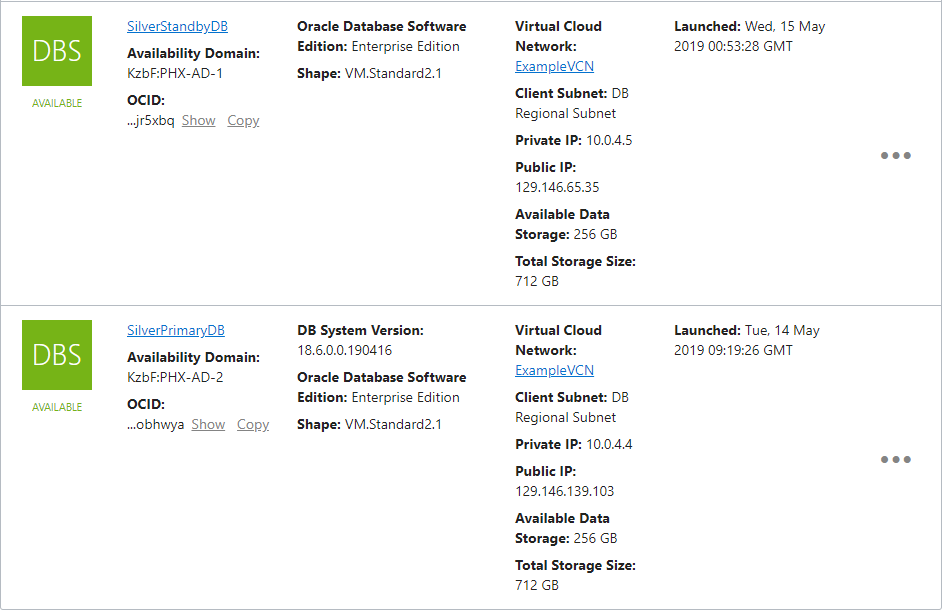 DBS
AVAILABLE
SilverStandbyDB
Availability Domain:
KzbF:PHX-AD-1
OCID:
...jr5xbq Show Copy
Oracle Database Software
Edition: Enterprise Edition
Shape: VM.Standard2.1
Virtual Cloud
Network:
ExampleVCN
Client Subnet: DB
Regional Subnet
Private IP: 10.0.4.5
Public IP:
129.146.65.35
Available Data
Storage: 256 GB
Total Storage Size:
712 GB
Launched: Wed, 15 May
2019 00:53:28 GMT
DBS
AVAILABLE
SilverPrimaryDB
Availability Domain:
KzbF:PHX-AD-2
OCID:
...obhwya Show Copy
DB System Version:
18.6.0.0.190416
Oracle Database Software
Edition: Enterprise Edition
Shape: VM.Standard2.1
Virtual Cloud
Network:
ExampleVCN
Client Subnet: DB
Regional Subnet
Private IP: 10.0.4.4
Public IP:
129.146.139.103
Available Data
Storage: 256 GB
Total Storage Size:
712 GB
Launched: Tue, 14 May
2019 09:19:26 GMT